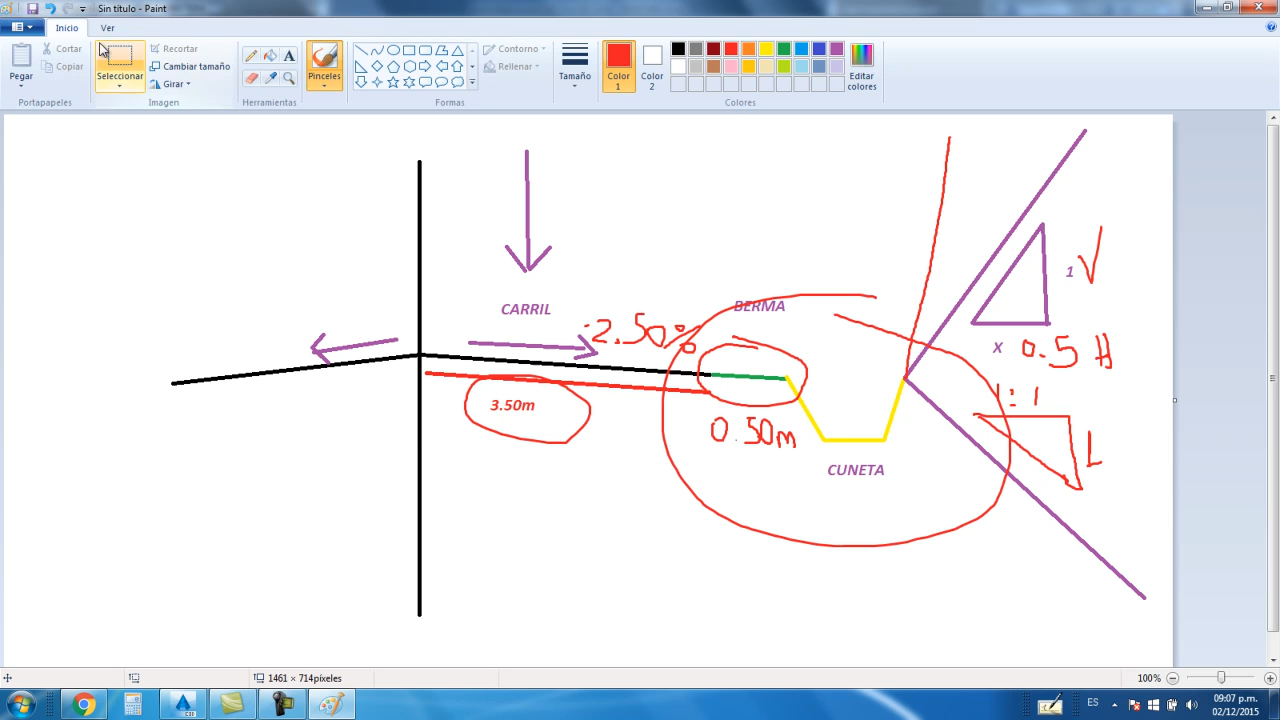 Sin título - Paint
Inicio Ver
Pegar
Cortar
Copiar
Portapapeles
Seleccionar
Recortar
Cambiar tamaño
Girar
Imagen
A
Herramientas
Pinceles
Contorno
Rellenar
Formas
Tamaño
Color 1
Color 2
Editar colores
Colores
CARRIL
BERMA
-2.50%
1 V
X 0.5 H
3.50m
1:1
0.50m
1
CUNETA
1461 × 714píxeles
100%
ES
09:07 p.m.
02/12/2015